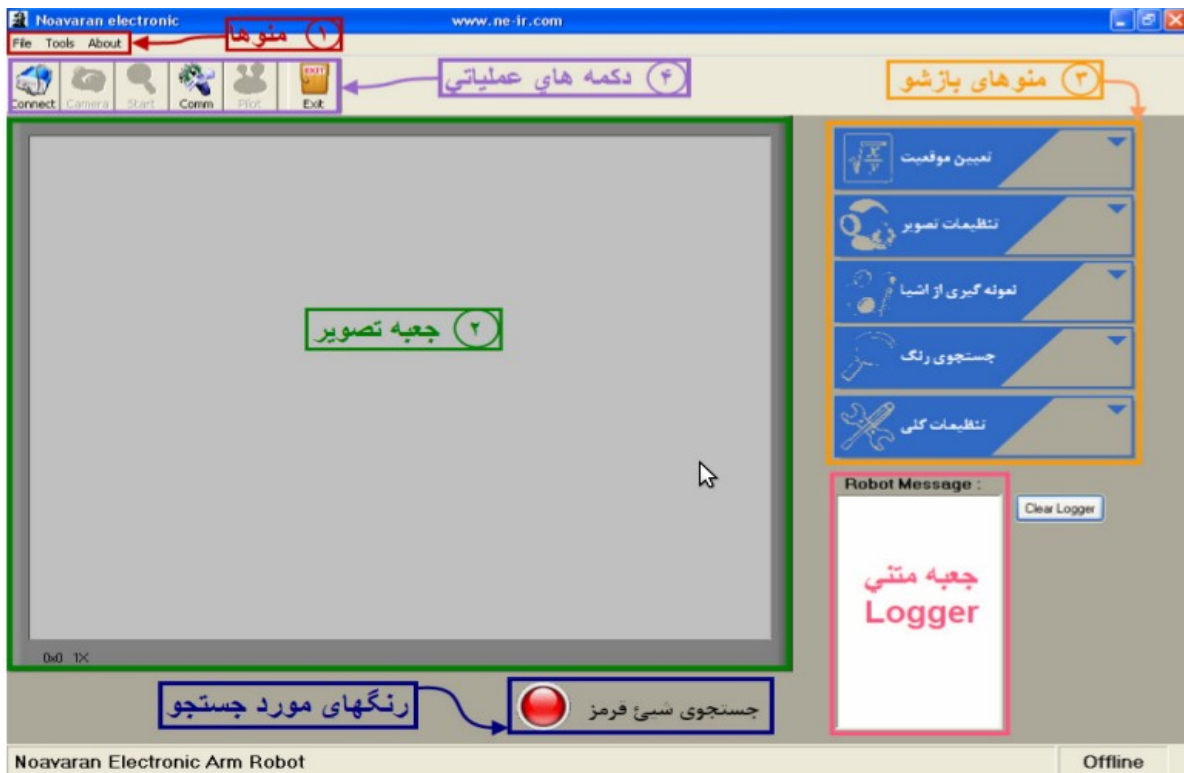 Noavaran electronic www.ne-ir.com
File Tools About
۱ منوها
Connect Camera Start Comm Pilot EXIT Exit
۴ دکمه هاي عملياتي
۳ منوهای بازشو
تعیین موقعیت
تنظیمات تصویر
نمونه گیری از اشیا
جستجوی رنگ
تنظیمات کلی
۲ جعبه تصویر
Robot Message :
Clear Logger
جعبه متني
Logger
0x0 1X
رنگهای مورد جستجو
جستجوی شیئ قرمز
Noavaran Electronic Arm Robot Offline